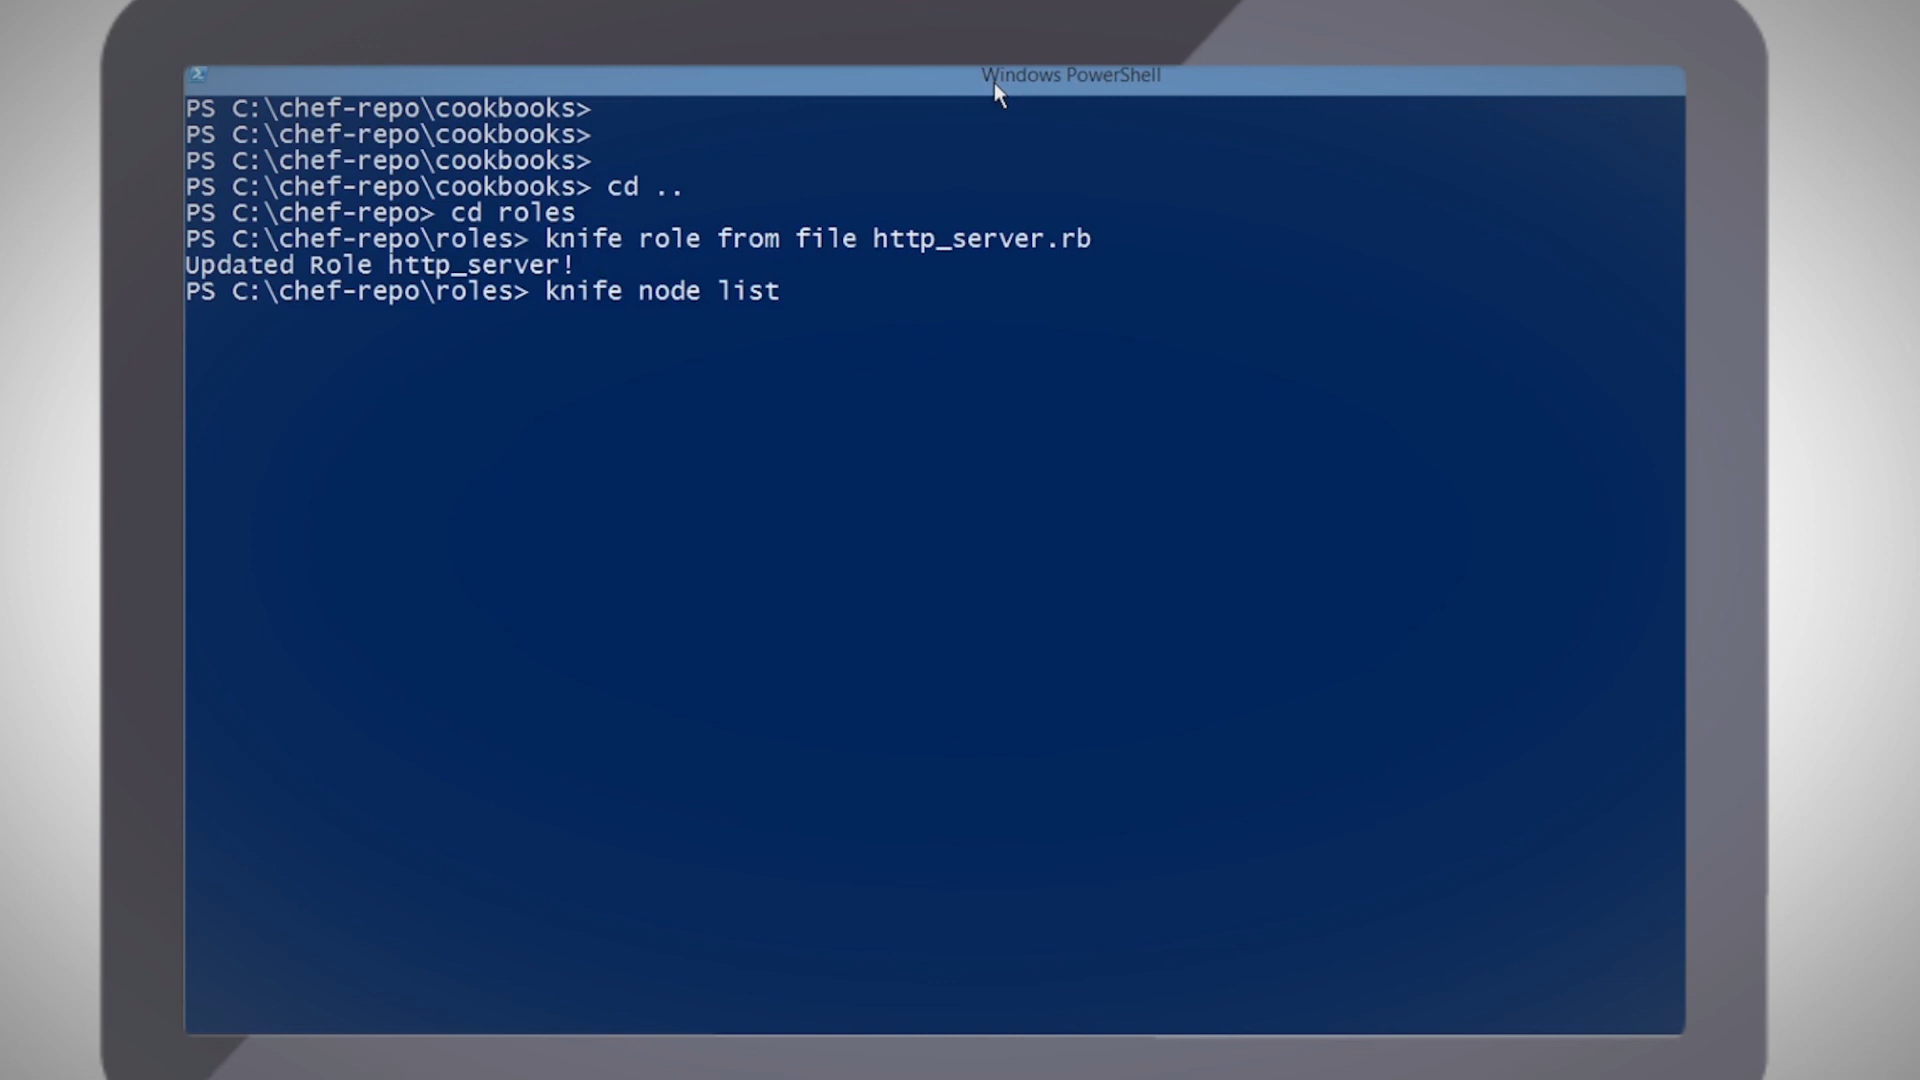 Windows PowerShell
PS C:\chef-repo\cookbooks>
PS C:\chef-repo\cookbooks>
PS C:\chef-repo\cookbooks>
PS C:\chef-repo\cookbooks> cd ..
PS C:\chef-repo> cd roles
PS C:\chef-repo\roles> knife role from file http_server.rb
Updated Role http_server!
PS C:\chef-repo\roles> knife node list